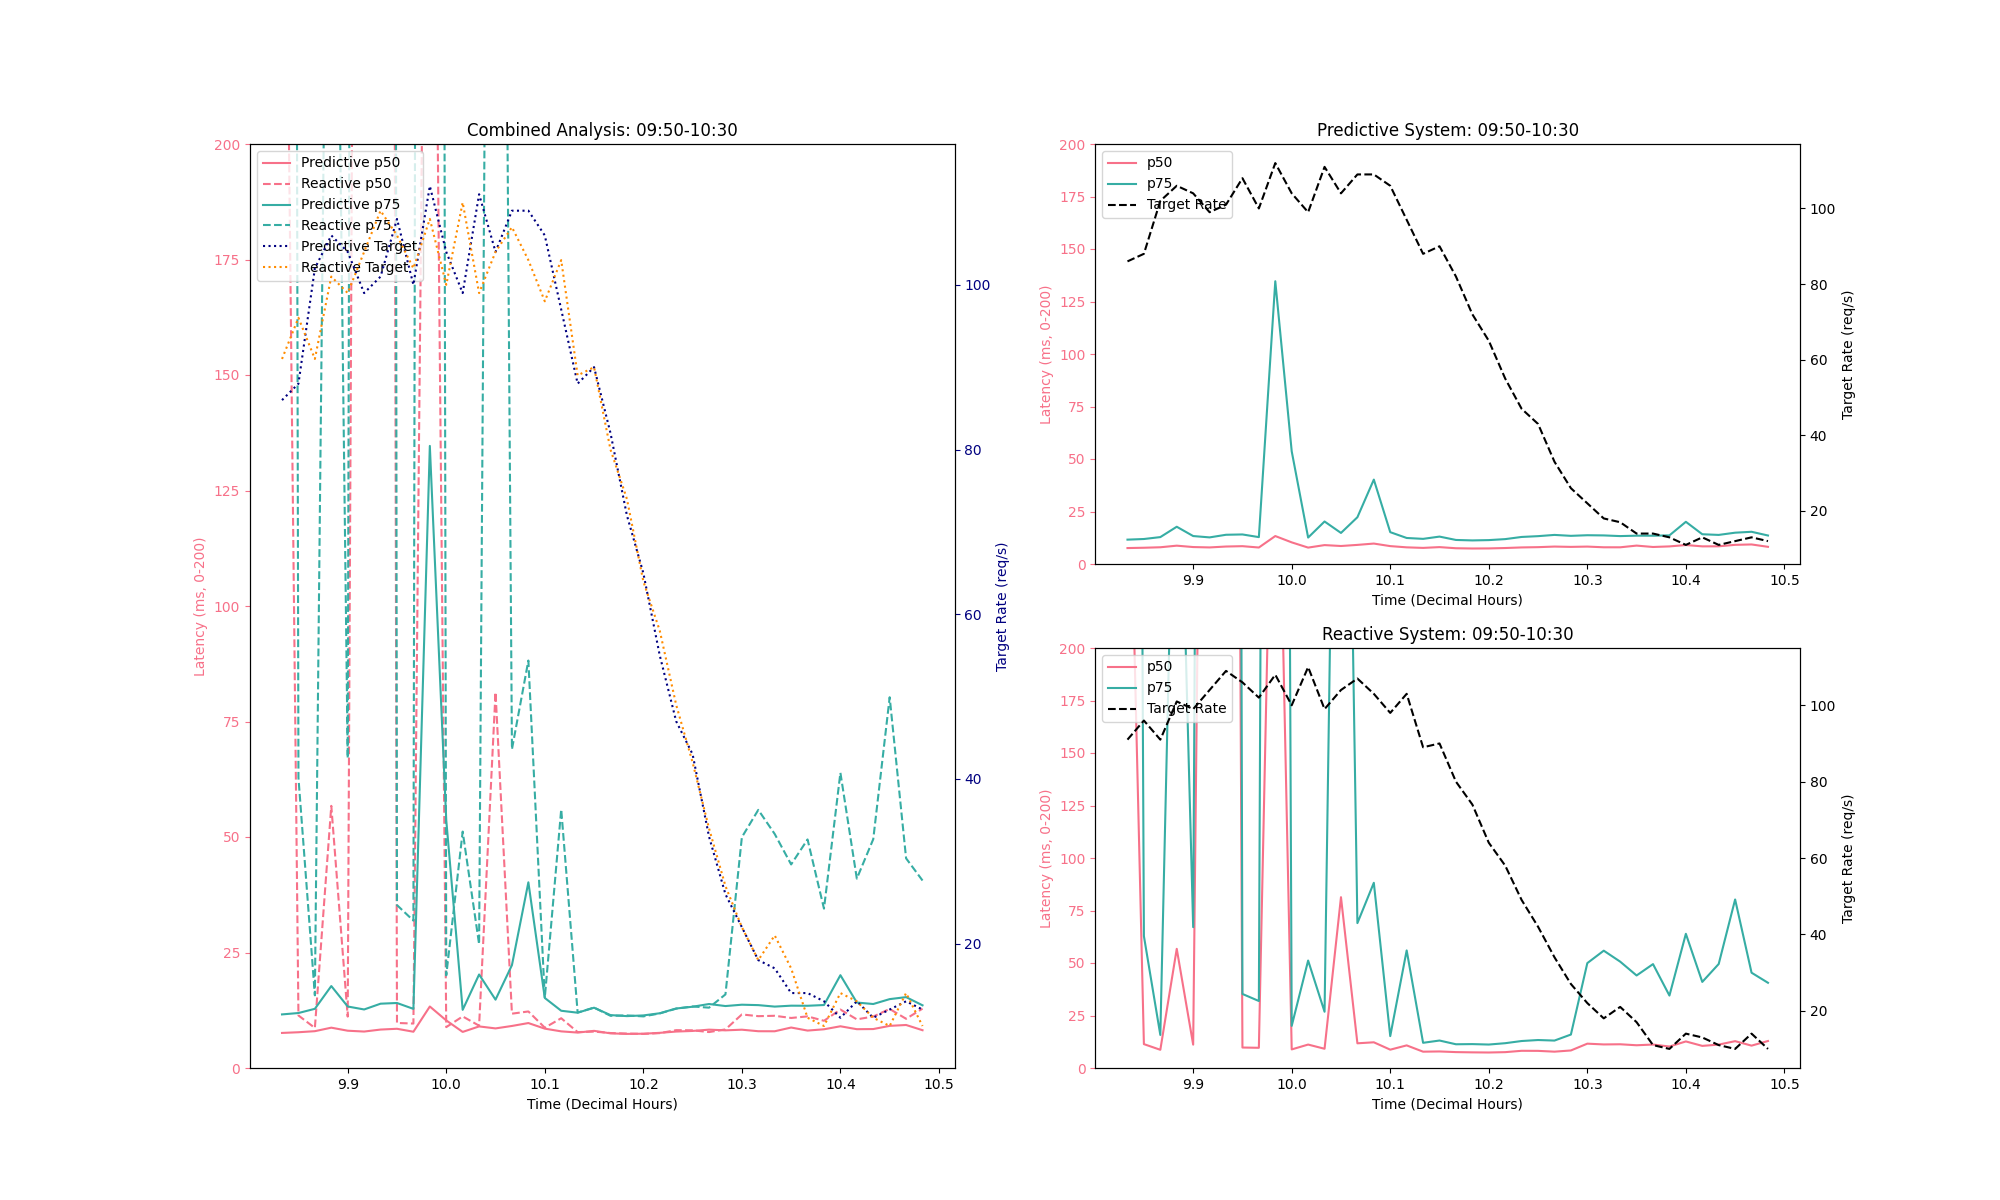 Combined Analysis: 09:50-10:30
Predictive p50
Reactive p50
Predictive p75
Reactive p75
Predictive Target
Reactive Target
200
175
150
125
100
75
50
25
0
Latency (ms, 0-200)
100
80
60
40
20
Target Rate (req/s)
9.9 10.0 10.1 10.2 10.3 10.4 10.5
Time (Decimal Hours)
Predictive System: 09:50-10:30
p50
p75
Target Rate
200
175
150
125
100
75
50
25
0
Latency (ms, 0-200)
100
80
60
40
20
Target Rate (req/s)
9.9 10.0 10.1 10.2 10.3 10.4 10.5
Time (Decimal Hours)
Reactive System: 09:50-10:30
p50
p75
Target Rate
200
175
150
125
100
75
50
25
0
Latency (ms, 0-200)
100
80
60
40
20
Target Rate (req/s)
9.9 10.0 10.1 10.2 10.3 10.4 10.5
Time (Decimal Hours)